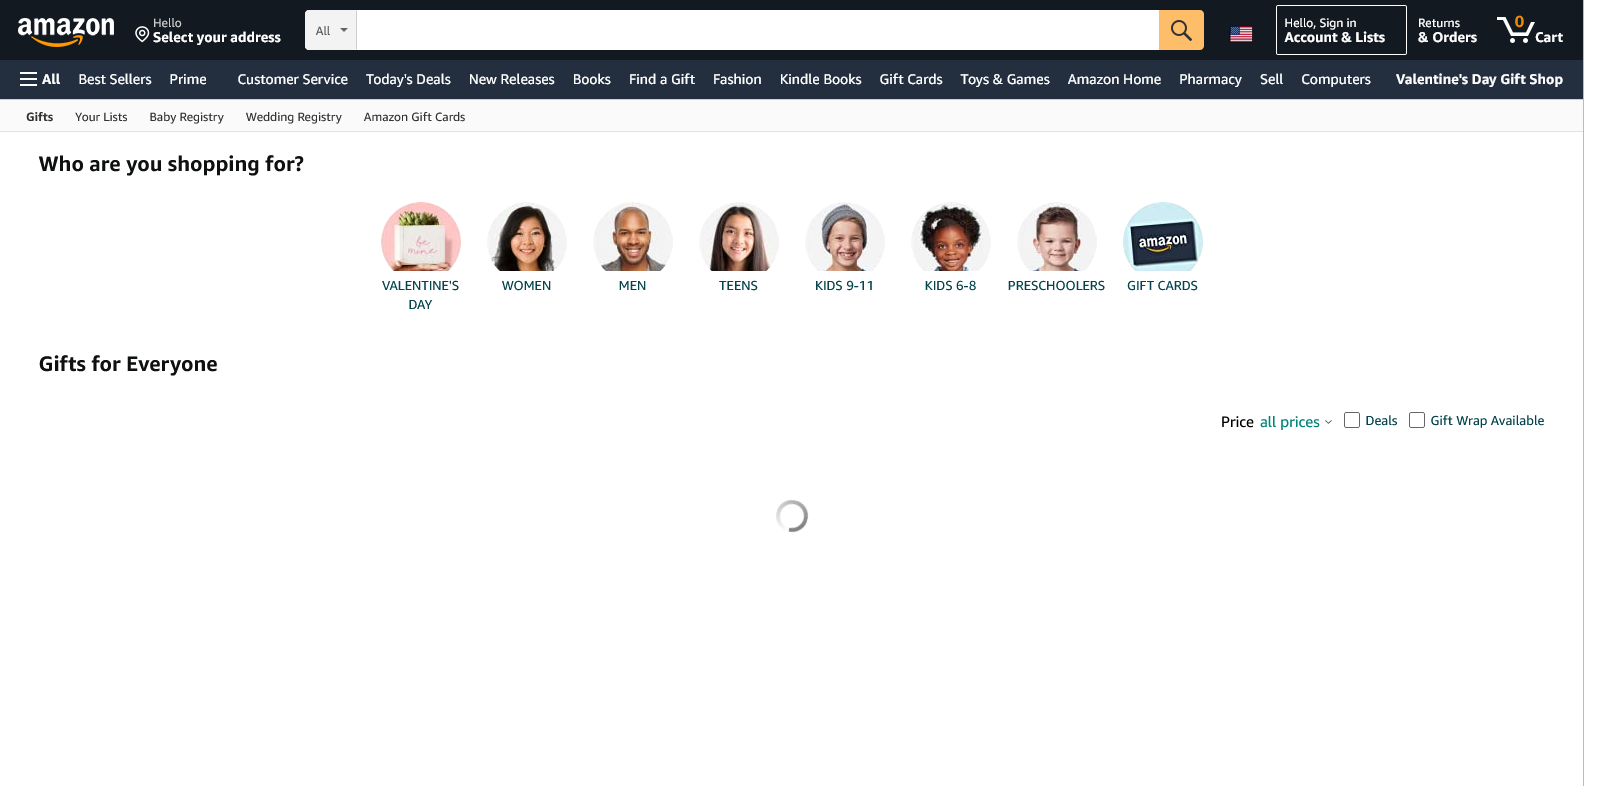 amazon
Hello
Select your address
All
Hello, Sign in
Account & Lists
Returns
& Orders
0
Cart
All
Best Sellers
Prime
Customer Service
Today's Deals
New Releases
Books
Find a Gift
Fashion
Kindle Books
Gift Cards
Toys & Games
Amazon Home
Pharmacy
Sell
Computers
Valentine's Day Gift Shop
Gifts
Your Lists
Baby Registry
Wedding Registry
Amazon Gift Cards
Who are you shopping for?
be
mine
amazon
VALENTINE'S
DAY
WOMEN
MEN
TEENS
KIDS 9-11
KIDS 6-8
PRESCHOOLERS
GIFT CARDS
Gifts for Everyone
Price all prices
Deals
Gift Wrap Available